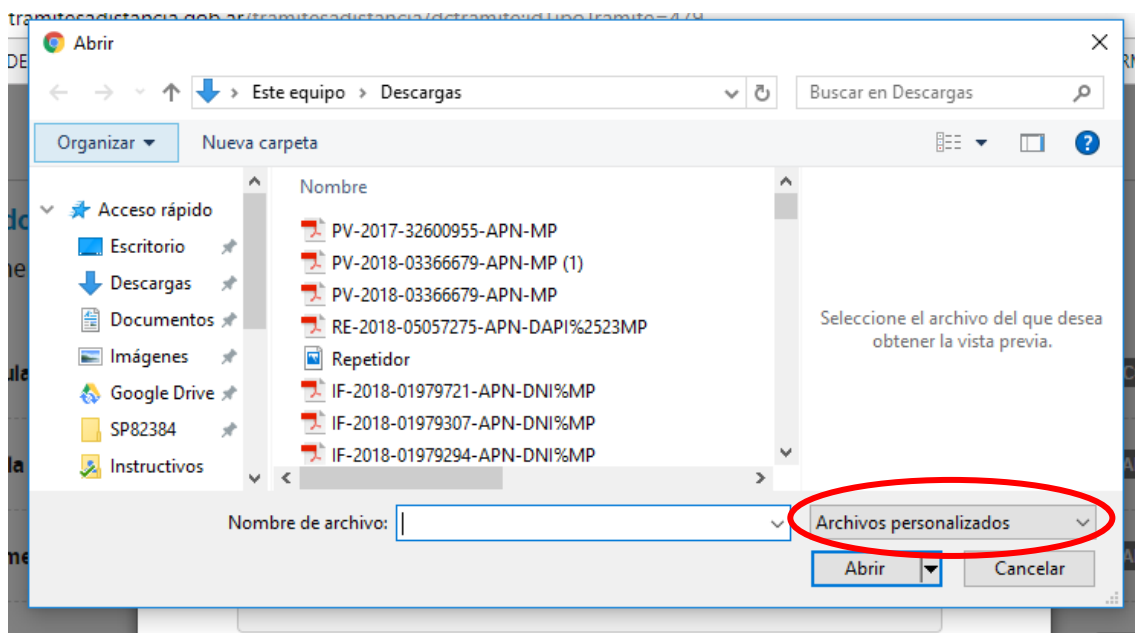 tramitesadistancia.gob.ar/tramitesadistancia/dctramite:idTipoTramite=479
Abrir
Este equipo > Descargas
Buscar en Descargas
Organizar
Nueva carpeta
Nombre
Acceso rápido
Escritorio
Descargas
Documentos
Imágenes
Google Drive
SP82384
Instructivos
PV-2017-32600955-APN-MP
PV-2018-03366679-APN-MP (1)
PV-2018-03366679-APN-MP
RE-2018-05057275-APN-DAPI%2523MP
Repetidor
IF-2018-01979721-APN-DNI%MP
IF-2018-01979307-APN-DNI%MP
IF-2018-01979294-APN-DNI%MP
Seleccione el archivo del que desea
obtener la vista previa.
Nombre de archivo:
Archivos personalizados
Abrir
Cancelar